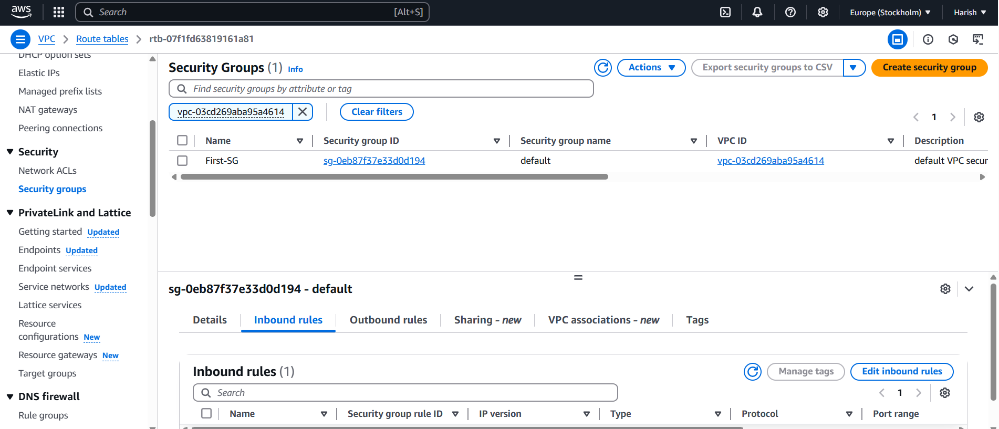 aws
Search [Alt+S]
Europe (Stockholm)
Harish
VPC
Route tables
rtb-07f1fd63819161a81
DHCP option sets
Elastic IPs
Managed prefix lists
NAT gateways
Peering connections
Security
Network ACLs
Security groups
PrivateLink and Lattice
Getting started Updated
Endpoints Updated
Endpoint services
Service networks Updated
Lattice services
Resource
configurations New
Resource gateways New
Target groups
DNS firewall
Rule groups
Security Groups (1) Info
Actions
Export security groups to CSV
Create security group
Find security groups by attribute or tag
vpc-03cd269aba95a4614
Clear filters
1
Name Security group ID Security group name VPC ID Description
First-SG sg-0eb87f37e33d0d194 default vpc-03cd269aba95a4614 default VPC secur
sg-0eb87f37e33d0d194 - default
Details Inbound rules Outbound rules Sharing - new VPC associations - new Tags
Inbound rules (1)
Manage tags
Edit inbound rules
Search
1
Name Security group rule ID IP version Type Protocol Port range